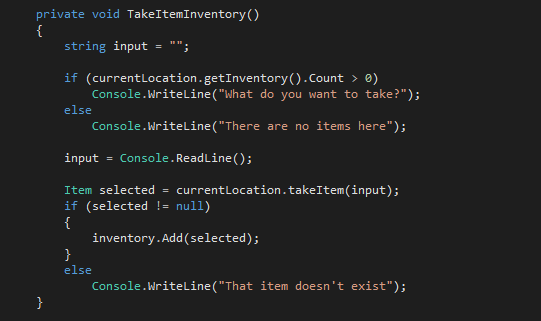 private void TakeItemInventory()
{
    string input = "";

    if (currentLocation.getInventory().Count > 0)
        Console.WriteLine("What do you want to take?");
    else
        Console.WriteLine("There are no items here");

    input = Console.ReadLine();

    Item selected = currentLocation.takeItem(input);
    if (selected != null)
    {
        inventory.Add(selected);
    }
    else
        Console.WriteLine("That item doesn't exist");
}